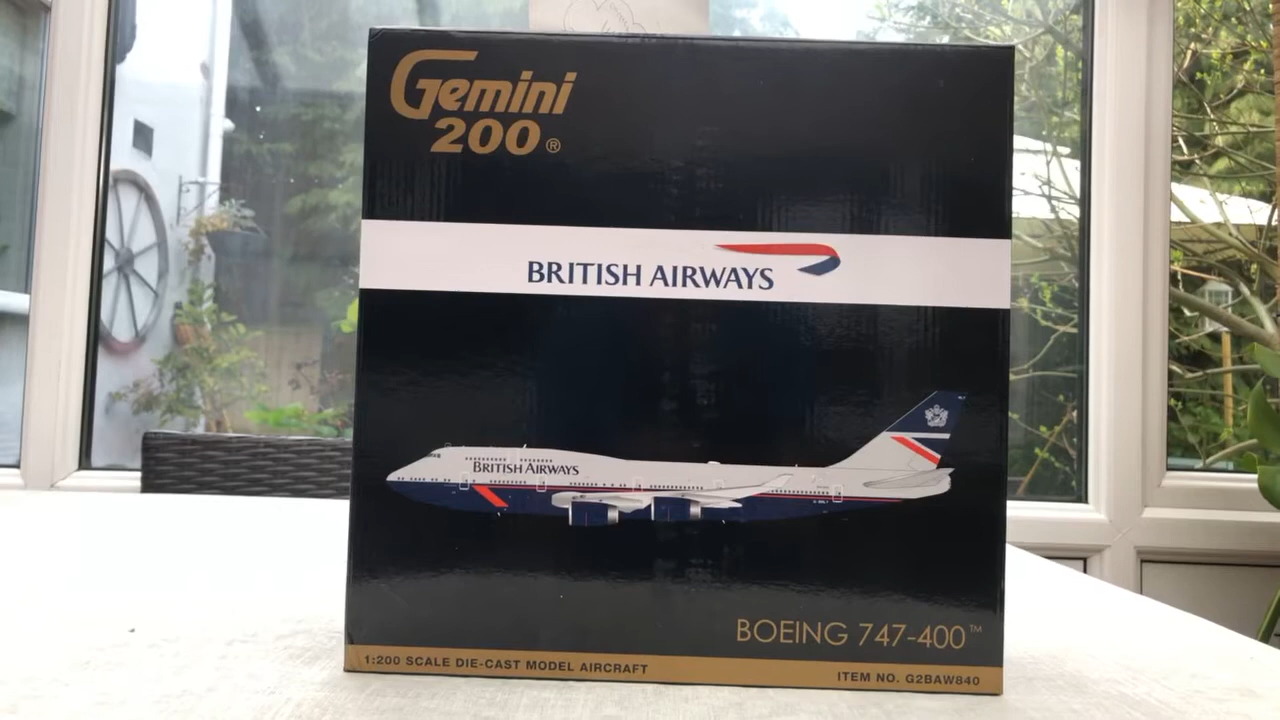 Gemini
200®
BRITISH AIRWAYS
BRITISH AIRWAYS
BOEING 747-400™
1:200 SCALE DIE-CAST MODEL AIRCRAFT
ITEM NO. G2BAW840